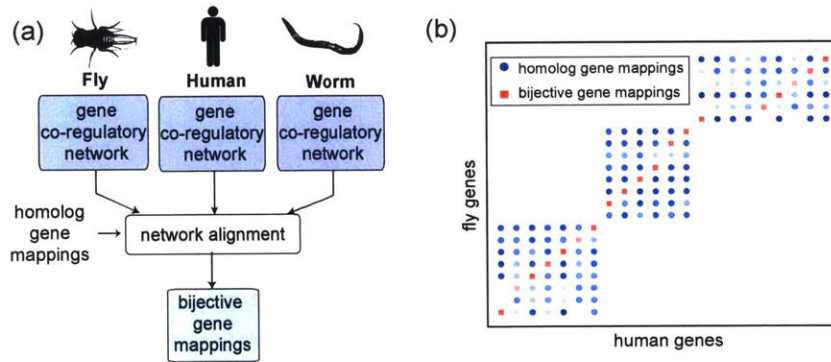 (a)
Fly
Human
Worm
gene
co-regulatory
network
gene
co-regulatory
network
gene
co-regulatory
network
homolog
gene
mappings
network alignment
bijective
gene
mappings
(b)
homolog gene mappings
bijective gene mappings
fly genes
human genes